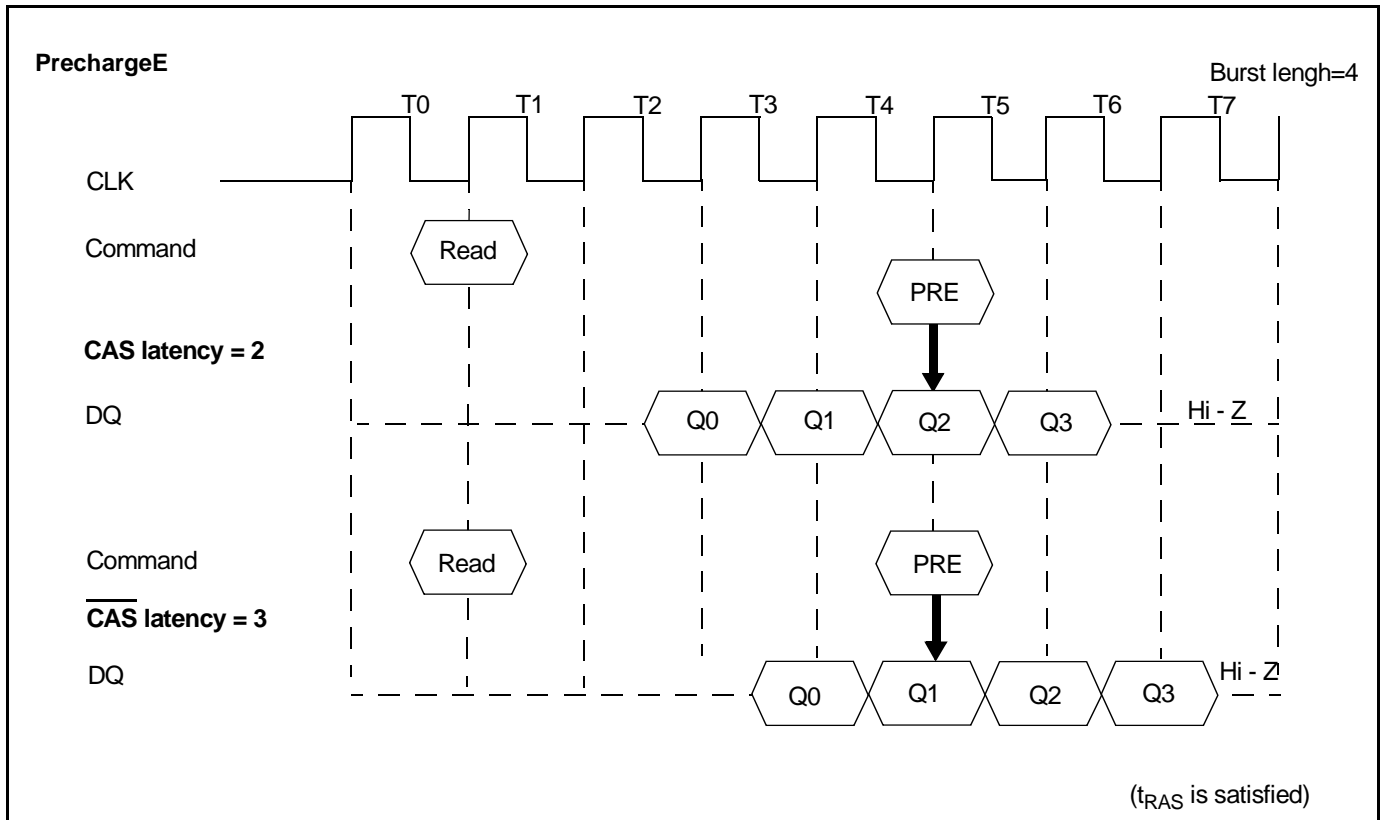 PrechargeE
Burst lengh=4
T0 T1 T2 T3 T4 T5 T6 T7
CLK
Command
Read
PRE
CAS latency = 2
DQ
Q0 Q1 Q2 Q3
Hi - Z
Command
Read
PRE
CAS latency = 3
DQ
Q0 Q1 Q2 Q3
Hi - Z
(tRAS is satisfied)